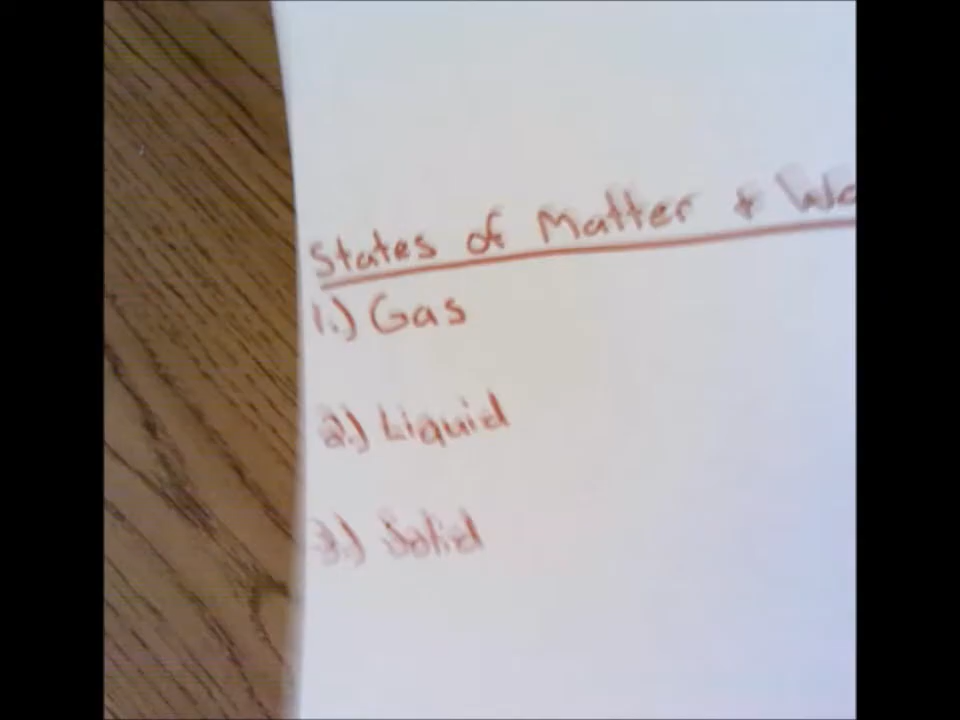 States of Matter &
1.) Gas
2.) Liquid
3.) Solid